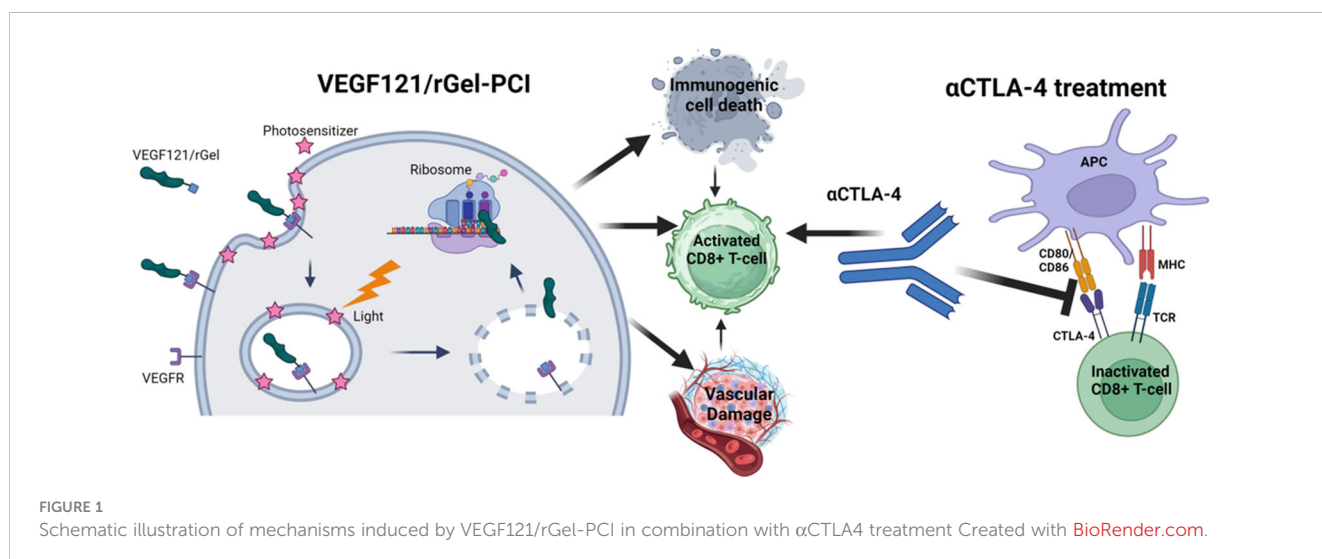 VEGF121/rGel-PCI
Photosensitizer
VEGF121/rGel
Ribosome
Light
VEGFR
Immunogenic
cell death
Activated
CD8+ T-cell
Vascular
Damage
αCTLA-4 treatment
αCTLA-4
APC
CD80/
CD86
MHC
CTLA-4
TCR
Inactivated
CD8+ T-cell
FIGURE 1
Schematic illustration of mechanisms induced by VEGF121/rGel-PCI in combination with αCTLA4 treatment Created with BioRender.com.